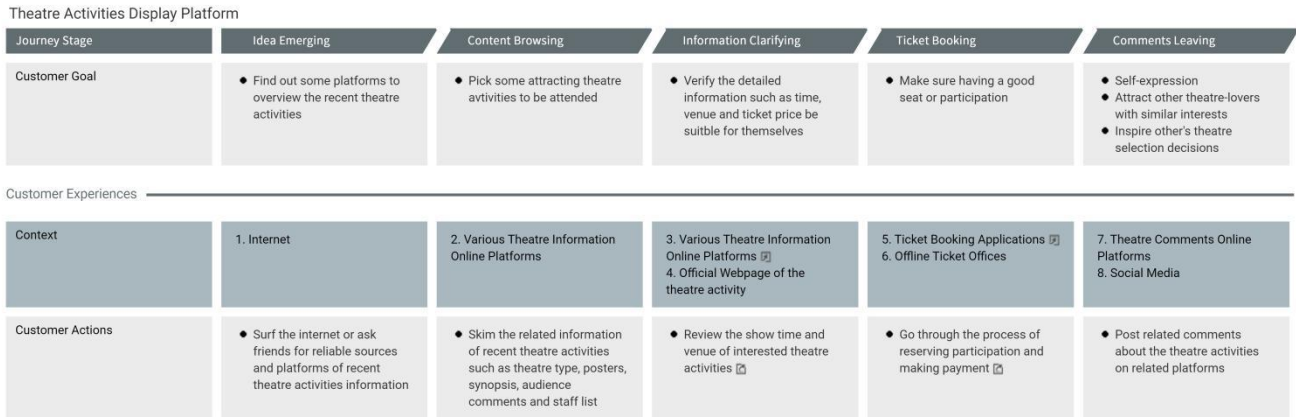 Theatre Activities Display Platform
Journey Stage
Idea Emerging
Content Browsing
Information Clarifying
Ticket Booking
Comments Leaving
Customer Goal
Find out some platforms to
overview the recent theatre
activities
Pick some attracting theatre
avtivities to be attended
Verify the detailed
information such as time,
venue and ticket price be
suitble for themselves
Make sure having a good
seat or participation
Self-expression
Attract other theatre-lovers
with similar interests
Inspire other's theatre
selection decisions
Customer Experiences
Context
1. Internet
2. Various Theatre Information
Online Platforms
3. Various Theatre Information
Online Platforms
4. Official Webpage of the
theatre activity
5. Ticket Booking Applications
6. Offline Ticket Offices
7. Theatre Comments Online
Platforms
8. Social Media
Customer Actions
Surf the internet or ask
friends for reliable sources
and platforms of recent
theatre activities information
Skim the related information
of recent theatre activities
such as theatre type, posters,
synopsis, audience
comments and staff list
Review the show time and
venue of interested theatre
activities
Go through the process of
reserving participation and
making payment
Post related comments
about the theatre activities
on related platforms